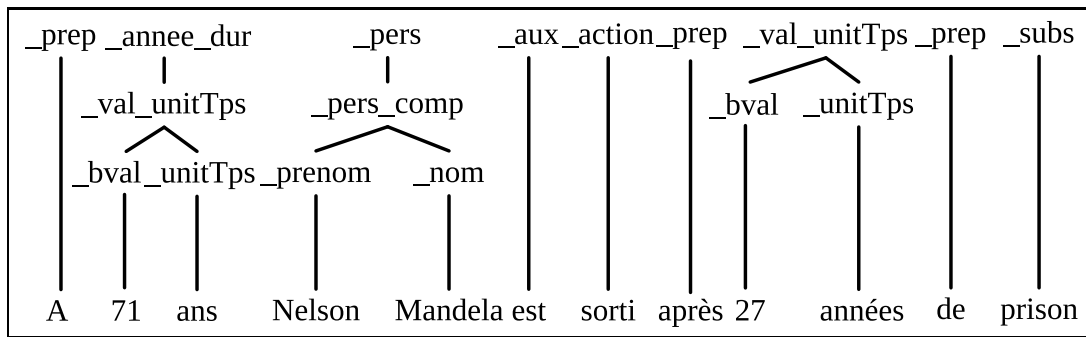 _prep _annee_dur _pers _aux _action _prep _val_unitTps _prep _subs
_val_unitTps _pers_comp _bval _unitTps
_bval _unitTps _prenom _nom
A 71 ans Nelson Mandela est sorti après 27 années de prison